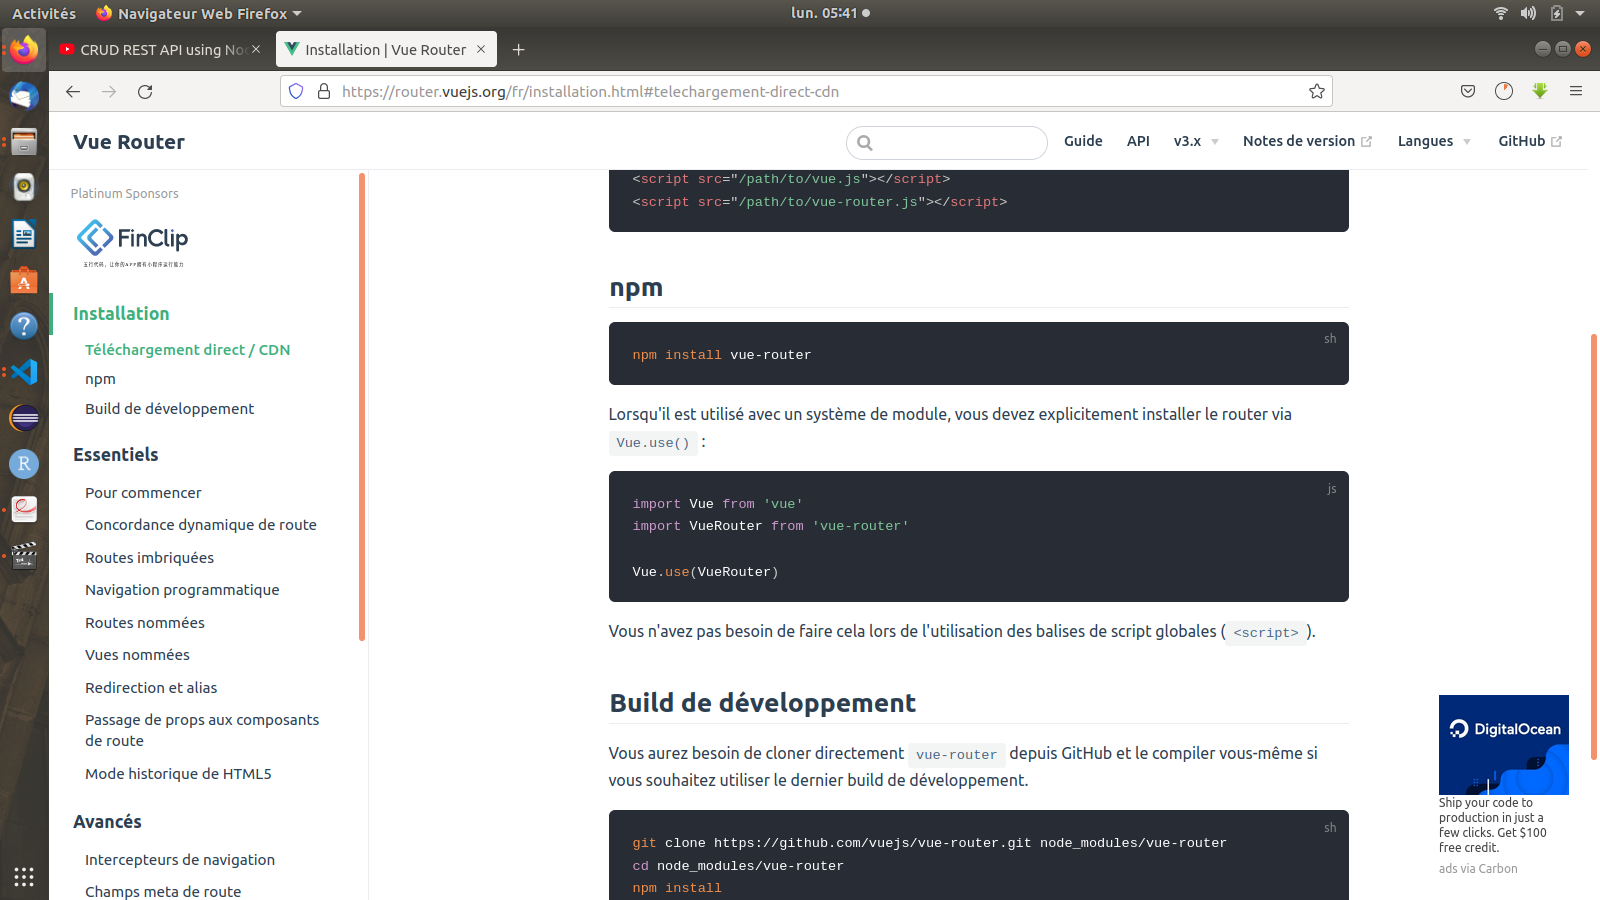 Activités
Navigateur Web Firefox
lun. 05:41
CRUD REST API using No
Installation | Vue Router
https://router.vuejs.org/fr/installation.html#telechargement-direct-cdn
Vue Router
Guide
API
v3.x
Notes de version
Langues
GitHub
Platinum Sponsors
FinClip
Installation
Téléchargement direct / CDN
npm
Build de développement
Essentiels
Pour commencer
Concordance dynamique de route
Routes imbriquées
Navigation programmatique
Routes nommées
Vues nommées
Redirection et alias
Passage de props aux composants
de route
Mode historique de HTML5
Avancés
Intercepteurs de navigation
Champs meta de route
<script src="/path/to/vue.js"></script>
<script src="/path/to/vue-router.js"></script>
npm
sh
npm install vue-router
Lorsqu'il est utilisé avec un système de module, vous devez explicitement installer le router via
Vue.use() :
js
import Vue from 'vue'
import VueRouter from 'vue-router'
Vue.use(VueRouter)
Vous n'avez pas besoin de faire cela lors de l'utilisation des balises de script globales ( <script> ).
Build de développement
Vous aurez besoin de cloner directement vue-router depuis GitHub et le compiler vous-même si
vous souhaitez utiliser le dernier build de développement.
sh
git clone https://github.com/vuejs/vue-router.git node_modules/vue-router
cd node_modules/vue-router
npm install
DigitalOcean
Ship your code to
production in just a
few clicks. Get $100
free credit.
ads via Carbon